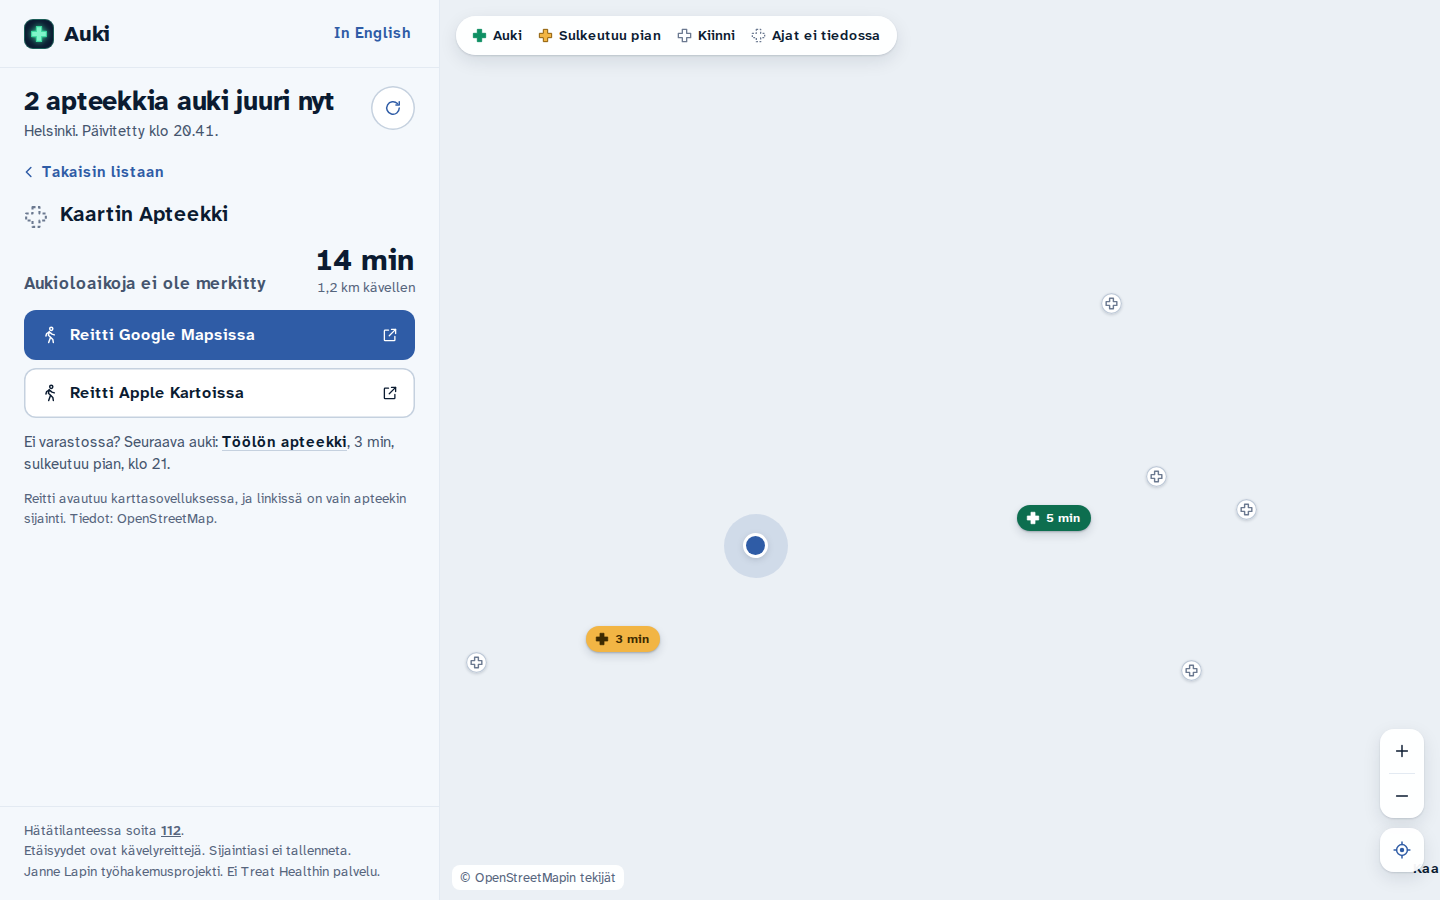 Auki
In English
2 apteekkia auki juuri nyt
Helsinki. Päivitetty klo 20.41.
Takaisin listaan
Kaartin Apteekki
14 min
Aukioloaikoja ei ole merkitty
1,2 km kävellen
Reitti Google Mapsissa
Reitti Apple Kartoissa
Ei varastossa? Seuraava auki: Töölön apteekki, 3 min,
sulkeutuu pian, klo 21.
Reitti avautuu karttasovelluksessa, ja linkissä on vain apteekin
sijainti. Tiedot: OpenStreetMap.
Hätätilanteessa soita 112.
Etäisyydet ovat kävelyreittejä. Sijaintiasi ei tallenneta.
Janne Lapin työhakemusprojekti. Ei Treat Healthin palvelu.
Auki Sulkeutuu pian Kiinni Ajat ei tiedossa
5 min
3 min
© OpenStreetMapin tekijät